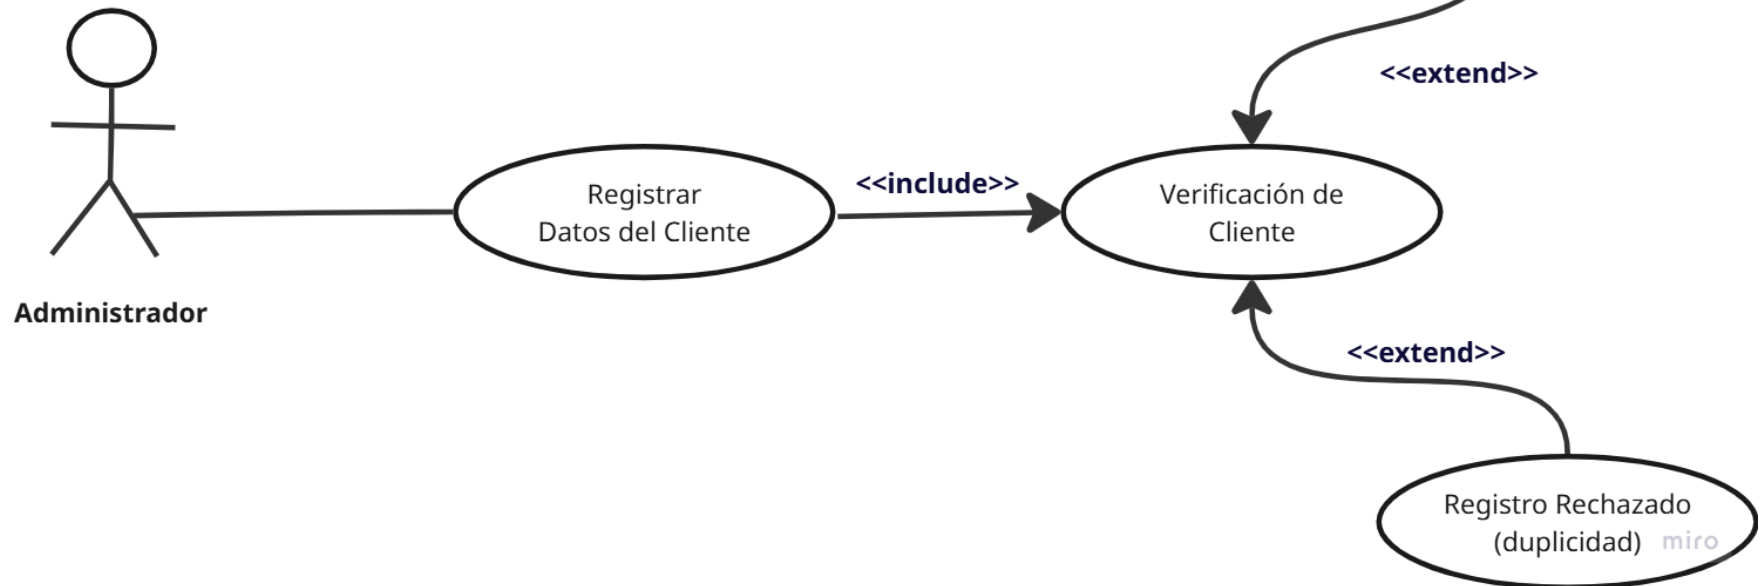 <<extend>>
<<include>>
Registrar
Datos del Cliente
Verificación de
Cliente
Administrador
<<extend>>
Registro Rechazado
(duplicidad)
miro